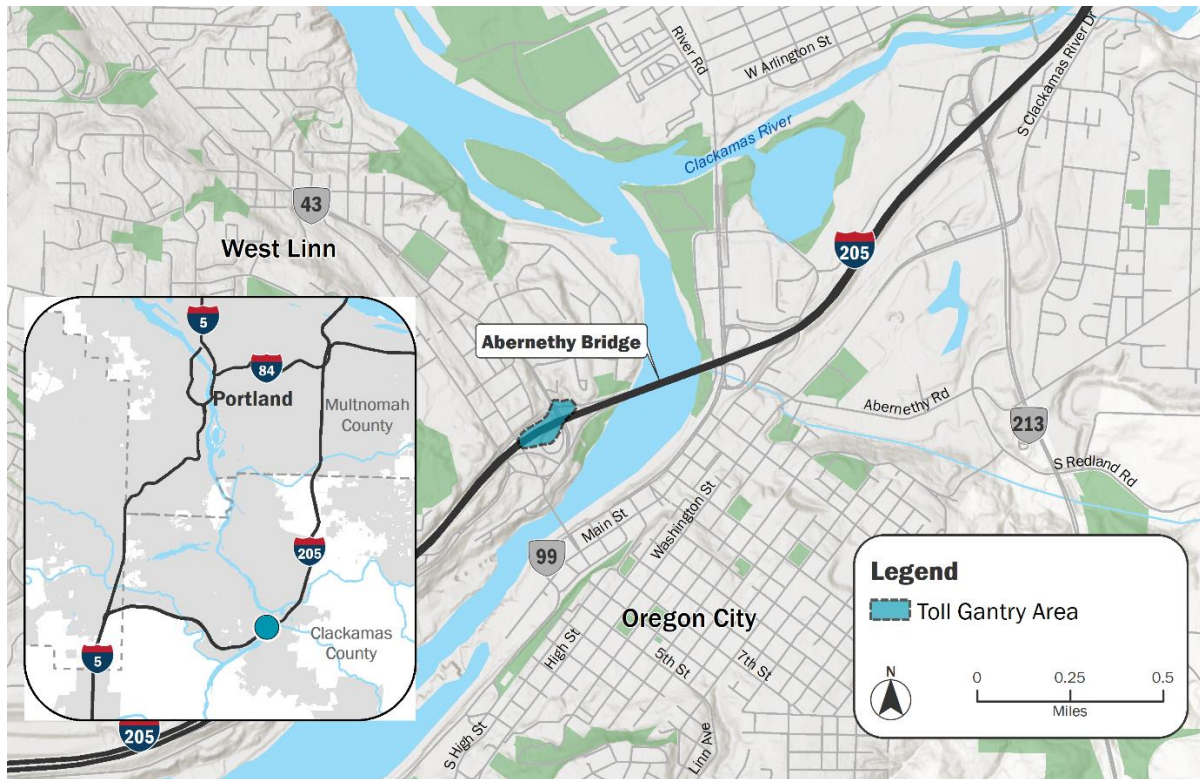 River Rd
W Arlington St
S Clackamas River Dr
Clackamas River
43
West Linn
205
Abernethy Bridge
Abernethy Rd
213
S Redland Rd
Main St
Washington St
99
Oregon City
High St
5th St
7th St
S High St
Linn Ave
205
5
84
Portland
Multnomah
County
205
Clackamas
County
5
Legend
Toll Gantry Area
N
0
0.25
0.5
Miles